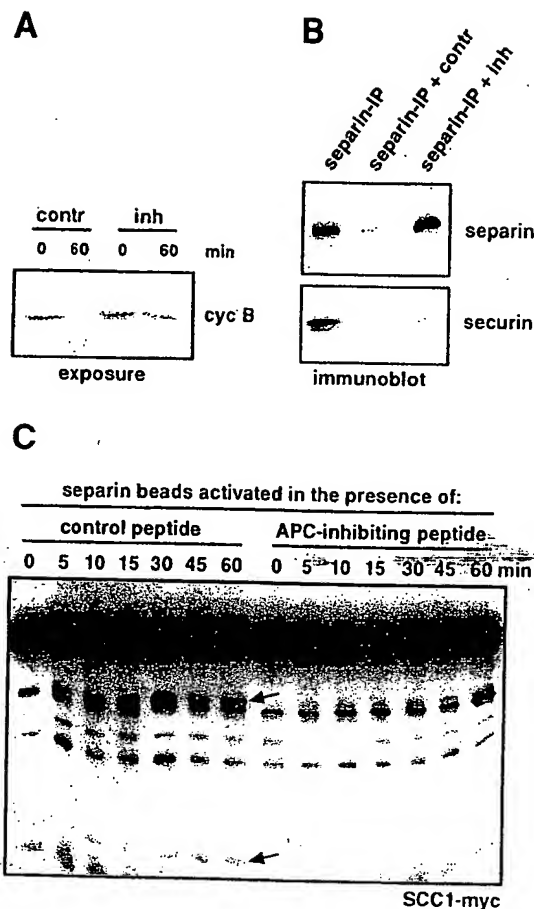 A
contr inh
0 60 0 60 min
cyc B
exposure
B
separin-IP
separin-IP + contr
separin-IP + inh
separin
securin
immunoblot
C
separin beads activated in the presence of:
control peptide APC-inhibiting peptide
0 5 10 15 30 45 60 0 5 10 15 30 45 60 min
SCC1-myc